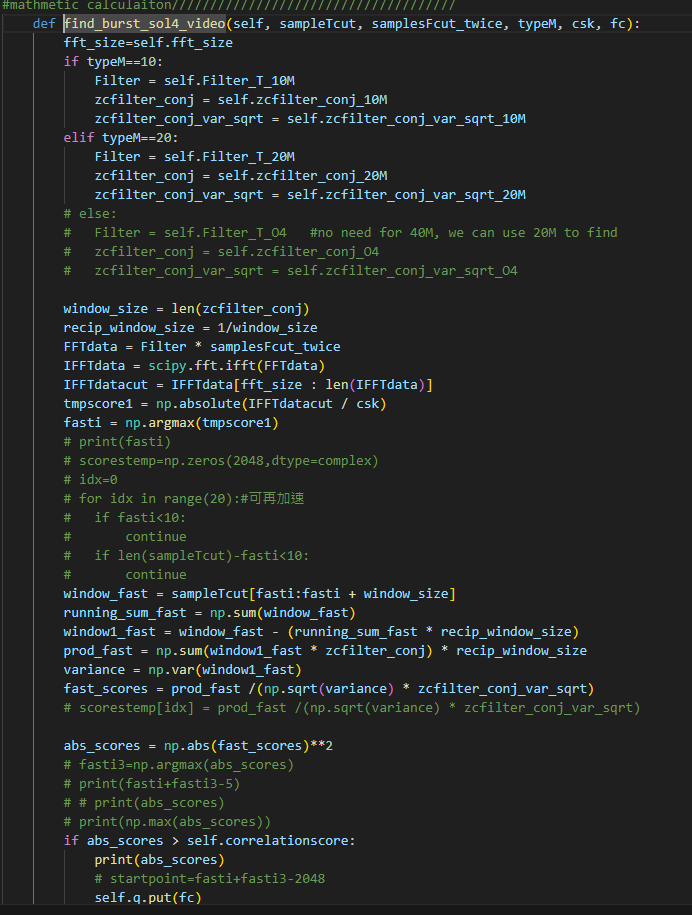 #mathmetic calculaiton///////////////////////////////////
def find_burst_sol4_video(self, sampleTcut, samplesFcut_twice, typeM, csk, fc):
fft_size=self.fft_size
if typeM==10:
Filter = self.Filter_T_10M
zcfilter_conj = self.zcfilter_conj_10M
zcfilter_conj_var_sqrt = self.zcfilter_conj_var_sqrt_10M
elif typeM==20:
Filter = self.Filter_T_20M
zcfilter_conj = self.zcfilter_conj_20M
zcfilter_conj_var_sqrt = self.zcfilter_conj_var_sqrt_20M
# else:
#   Filter = self.Filter_T_O4   #no need for 40M, we can use 20M to find
#   zcfilter_conj = self.zcfilter_conj_O4
#   zcfilter_conj_var_sqrt = self.zcfilter_conj_var_sqrt_O4
window_size = len(zcfilter_conj)
recip_window_size = 1/window_size
FFTdata = Filter * samplesFcut_twice
IFFTdata = scipy.fft.ifft(FFTdata)
IFFTdatacut = IFFTdata[fft_size : len(IFFTdata)]
tmpscore1 = np.absolute(IFFTdatacut / csk)
fasti = np.argmax(tmpscore1)
# print(fasti)
# scorestemp=np.zeros(2048,dtype=complex)
# idx=0
# for idx in range(20):#可再加速
#   if fasti<10:
#       continue
#   if len(sampleTcut)-fasti<10:
#       continue
window_fast = sampleTcut[fasti:fasti + window_size]
running_sum_fast = np.sum(window_fast)
window1_fast = window_fast - (running_sum_fast * recip_window_size)
prod_fast = np.sum(window1_fast * zcfilter_conj) * recip_window_size
variance = np.var(window1_fast)
fast_scores = prod_fast /(np.sqrt(variance) * zcfilter_conj_var_sqrt)
# scorestemp[idx] = prod_fast /(np.sqrt(variance) * zcfilter_conj_var_sqrt)
abs_scores = np.abs(fast_scores)**2
# fasti3=np.argmax(abs_scores)
# print(fasti+fasti3-5)
# # print(abs_scores)
# print(np.max(abs_scores))
if abs_scores > self.correlationscore:
print(abs_scores)
# startpoint=fasti+fasti3-2048
self.q.put(fc)